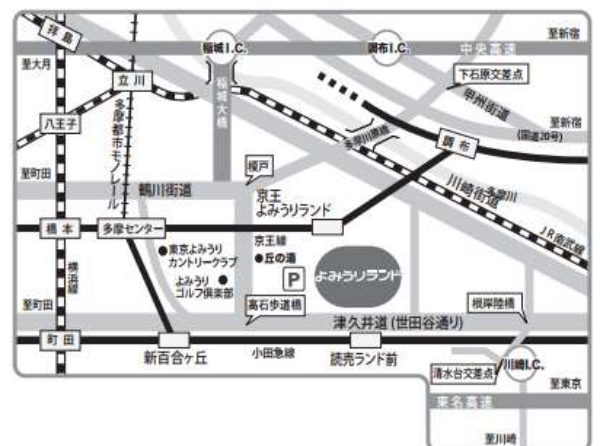 拝島
稲城I.C.
調布I.C.
中央高速
至新宿
至大月
立川
下石原交差点
甲州街道
稲城大橋
八王子
多摩都市モノレール
多摩川原橋
調布
至新宿
(国道20号)
至町田
榎戸
鶴川街道
京王
よみうりランド
川崎街道
多摩川
橋本
多摩センター
京王線
JR南武線
東京よみうり
カントリークラブ
丘の湯
P
よみうりランド
よみうり
ゴルフ倶楽部
横浜線
至町田
高石歩道橋
根岸陸橋
津久井道(世田谷通り)
町田
新百合ヶ丘
小田急線
読売ランド前
清水台交差点
川崎I.C.
至東京
東名高速
至川崎